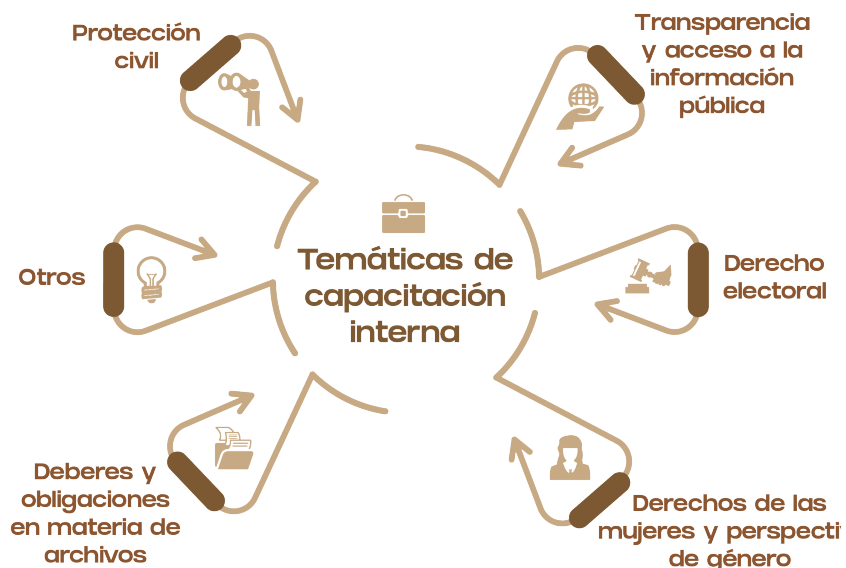 Protección
civil
Transparencia
y acceso a la
información
pública
Temáticas de
capacitación
interna
Otros
Derecho
electoral
Deberes y
obligaciones
en materia de
archivos
Derechos de las
mujeres y perspectiv
de género